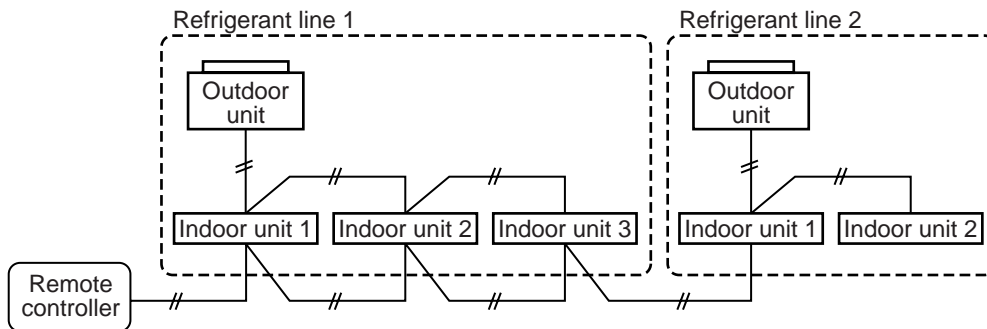 Refrigerant line 1
Outdoor
unit
Indoor unit 1
Indoor unit 2
Indoor unit 3
Remote
controller
Refrigerant line 2
Outdoor
unit
Indoor unit 1
Indoor unit 2